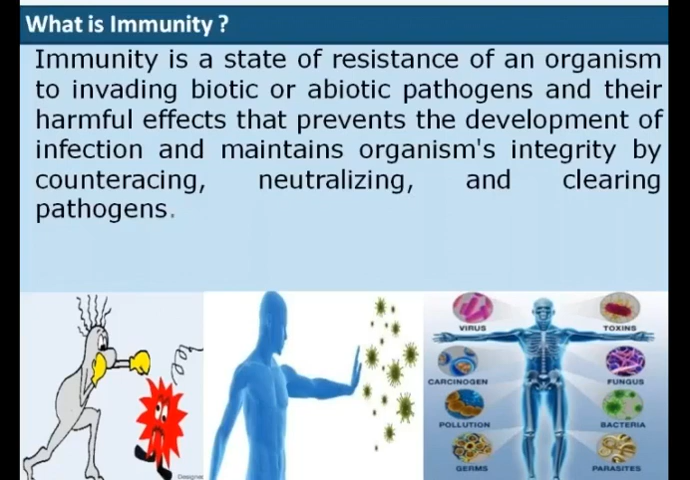 What is Immunity ?
Immunity is a state of resistance of an organism
to invading biotic or abiotic pathogens and their
harmful effects that prevents the development of
infection and maintains organism's integrity by
counteracing, neutralizing, and clearing
pathogens.
VIRUS
TOXINS
CARCINOGEN
FUNGUS
POLLUTION
BACTERIA
GERMS
PARASITES